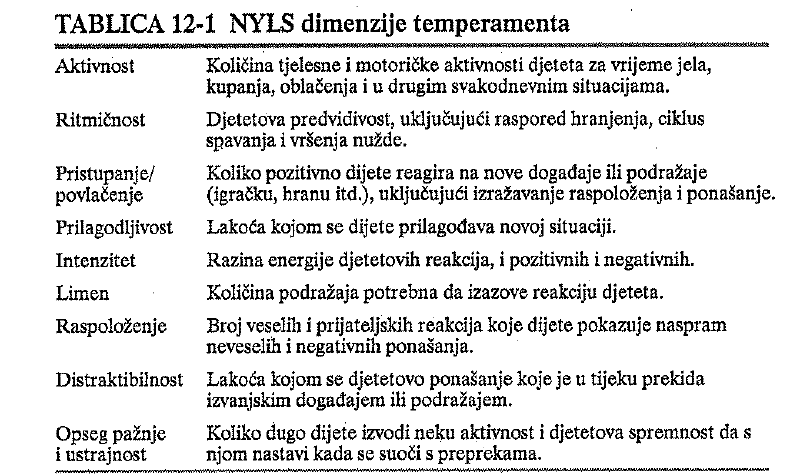 TABLICA 12-1 NYLS dimenzije temperamenta
Aktivnost Količina tjelesne i motoričke aktivnosti djeteta za vrijeme jela,
kupanja, oblačenja i u drugim svakodnevnim situacijama.
Ritmičnost Djetetova predvidivost, uključujući raspored hranjenja, ciklus
spavanja i vršenja nužde.
Pristupanje/ Koliko pozitivno dijete reagira na nove događaje ili podražaje
povlačenje (igračku, hranu itd.), uključujući izražavanje raspoloženja i ponašanje.
Prilagodljivost Lakoća kojom se dijete prilagođava novoj situaciji.
Intenzitet Razina energije djetetovih reakcija, i pozitivnih i negativnih.
Limen Količina podražaja potrebna da izazove reakciju djeteta.
Raspoloženje Broj veselih i prijateljskih reakcija koje dijete pokazuje naspram
neveselih i negativnih ponašanja.
Distraktibilnost Lakoća kojom se djetetovo ponašanje koje je u tijeku prekida
izvanjskim događajem ili podražajem.
Opseg pažnje Koliko dugo dijete izvodi neku aktivnost i djetetova spremnost da s
i ustrajnost njom nastavi kada se suoči s preprekama.